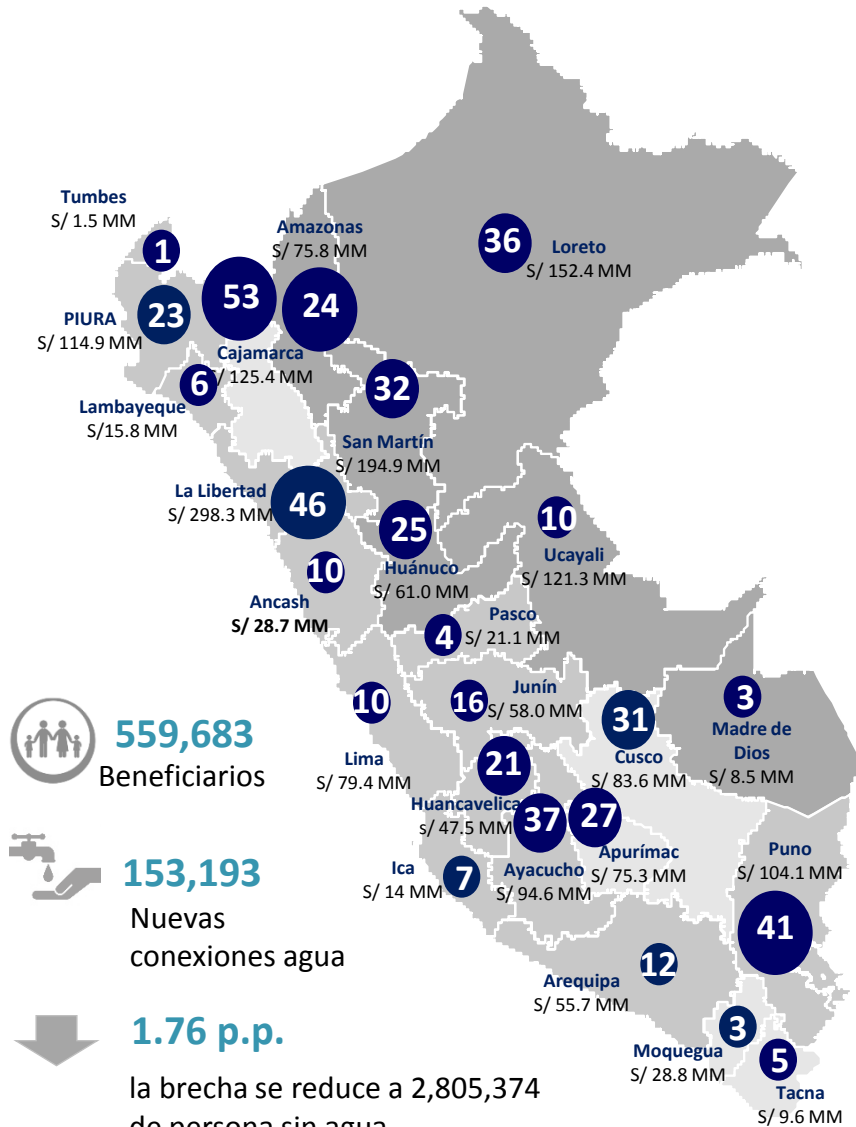 Tumbes
S/ 1.5 MM
1
Amazonas
S/ 75.8 MM
24
36
Loreto
S/ 152.4 MM
53
Cajamarca
S/ 125.4 MM
PIURA
23
S/ 114.9 MM
6
Lambayeque
S/15.8 MM
32
San Martín
S/ 194.9 MM
La Libertad
S/ 298.3 MM
46
25
Huánuco
S/ 61.0 MM
10
Ucayali
S/ 121.3 MM
10
Ancash
S/ 28.7 MM
Pasco
4
S/ 21.1 MM
10
Lima
S/ 79.4 MM
16
Junín
S/ 58.0 MM
31
Cusco
S/ 83.6 MM
3
Madre de
Dios
S/ 8.5 MM
21
Huancavelica
s/ 47.5 MM
37
Ayacucho
S/ 94.6 MM
27
Apurímac
S/ 75.3 MM
Puno
S/ 104.1 MM
41
Ica
S/ 14 MM
7
12
Arequipa
S/ 55.7 MM
3
Moquegua
S/ 28.8 MM
5
Tacna
S/ 9.6 MM
559,683
Beneficiarios
153,193
Nuevas
conexiones agua
1.76 p.p.
la brecha se reduce a 2,805,374
de persona sin agua